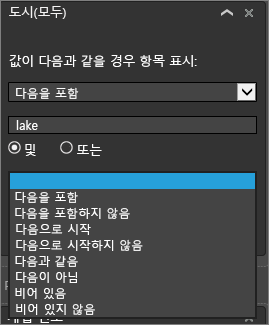 도시(모두)
값이 다음과 같을 경우 항목 표시:
다음을 포함
lake
및 또는
다음을 포함
다음을 포함하지 않음
다음으로 시작
다음으로 시작하지 않음
다음과 같음
다음이 아님
비어 있음
비어 있지 않음